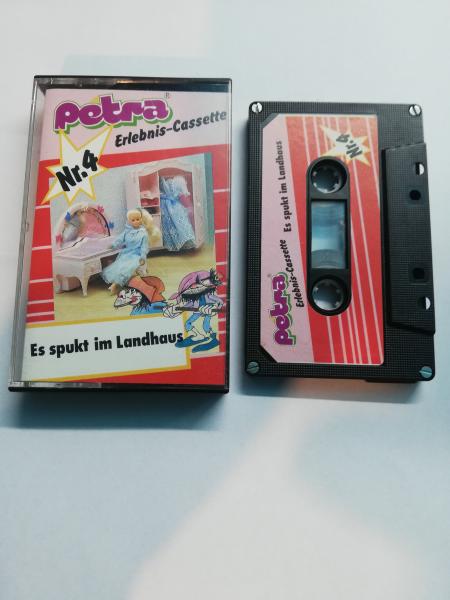 petra®
Erlebnis-Cassette
Nr. 4
Es spukt im Landhaus
petra®
Erlebnis-Cassette
Es spukt im Landhaus
Nr. 4